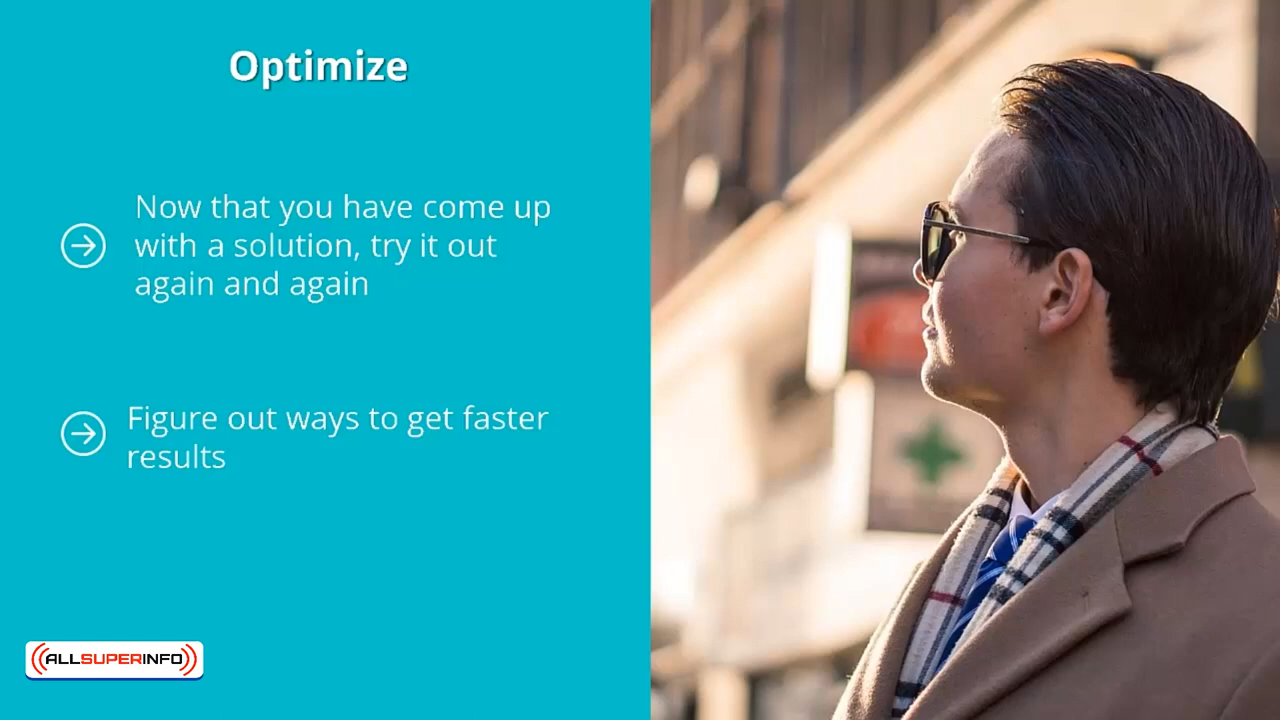 Optimize
Now that you have come up
with a solution, try it out
again and again
Figure out ways to get faster
results
ALLSUPERINFO